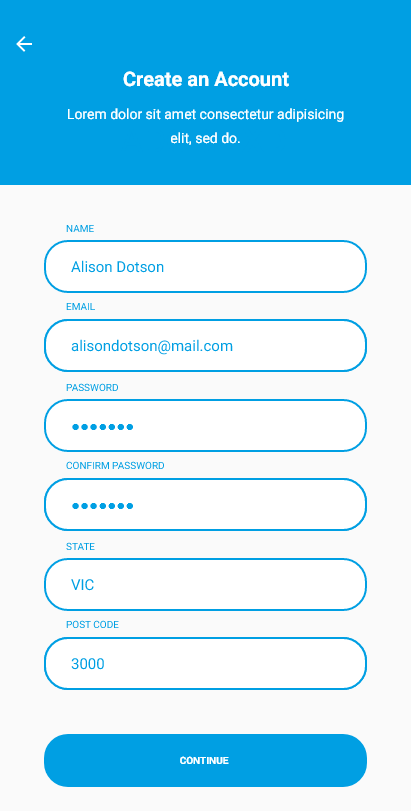 Create an Account
Lorem dolor sit amet consectetur adipisicing
elit, sed do.
NAME
Alison Dotson
EMAIL
alisondotson@mail.com
PASSWORD
•••••••
CONFIRM PASSWORD
•••••••
STATE
VIC
POST CODE
3000
CONTINUE